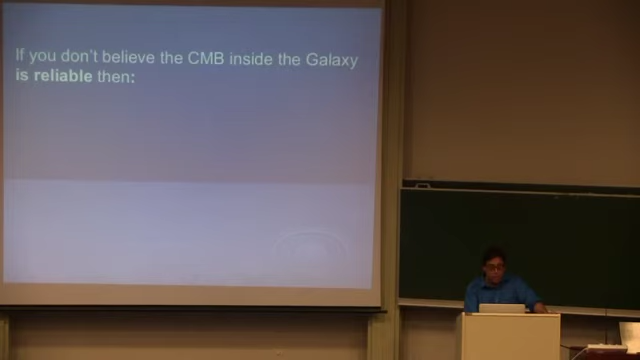 If you don't believe the CMB inside the Galaxy
is reliable then: